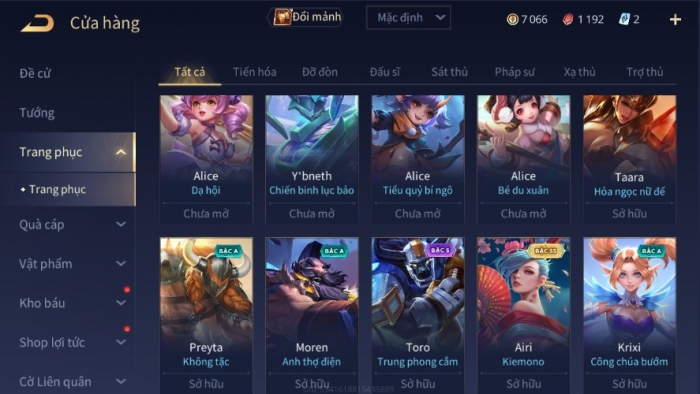 Cửa hàng
Đổi mảnh
Mặc định
7 066
1 192
2
Đề cử
Tướng
Trang phục
Trang phục
Quà cáp
Vật phẩm
Kho báu
Shop lợi tức
Cờ Liên quân
Tất cả
Tiến hóa
Đỡ đòn
Đấu sĩ
Sát thủ
Pháp sư
Xạ thủ
Trợ thủ
Alice
Dạ hội
Chưa mở
Y'bneth
Chiến binh lục bảo
Chưa mở
Alice
Tiểu quỷ bí ngô
Chưa mở
Alice
Bé du xuân
Chưa mở
Taara
Hỏa ngọc nữ đế
Sở hữu
BẬC A
Preyta
Không tặc
Sở hữu
BẬC A
Moren
Anh thợ điện
Sở hữu
BẬC S
Toro
Trung phong cắm
Sở hữu
BẬC SS
Airi
Kiemono
Sở hữu
BẬC A
Krixi
Công chúa bướm
Sở hữu